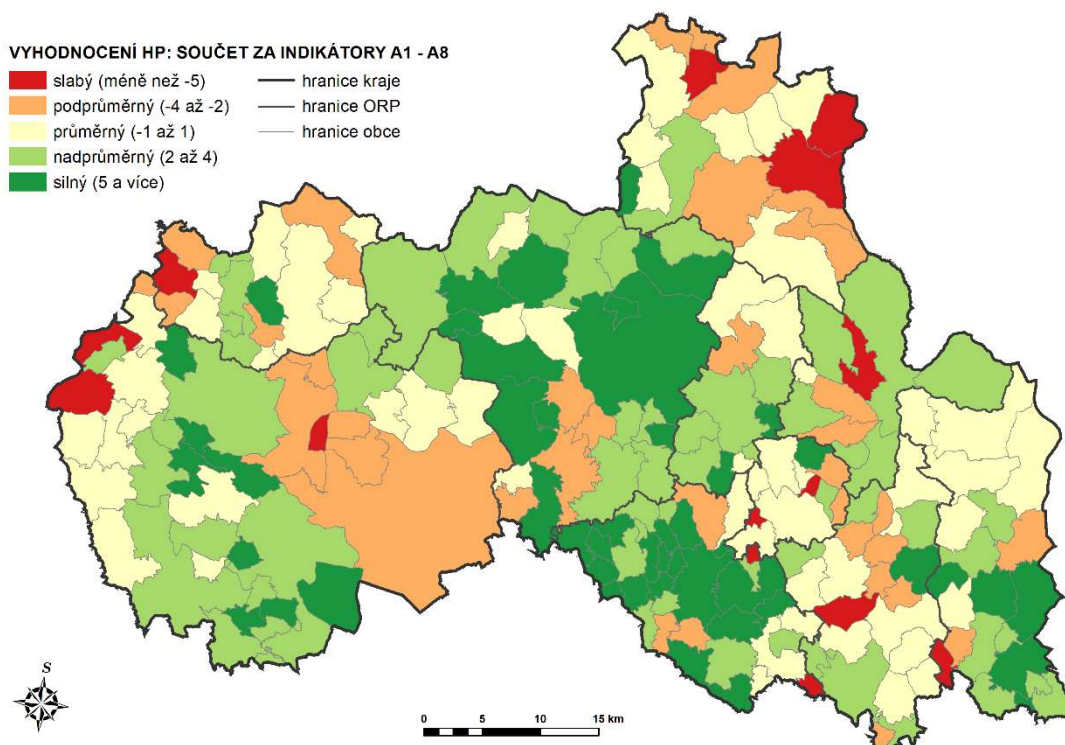 VYHODNOCENÍ HP: SOUČET ZA INDIKÁTORY A1 - A8
slabý (méně než -5)
podprůměrný (-4 až -2)
průměrný (-1 až 1)
nadprůměrný (2 až 4)
silný (5 a více)
hranice kraje
hranice ORP
hranice obce
S
0 5 10 15 km